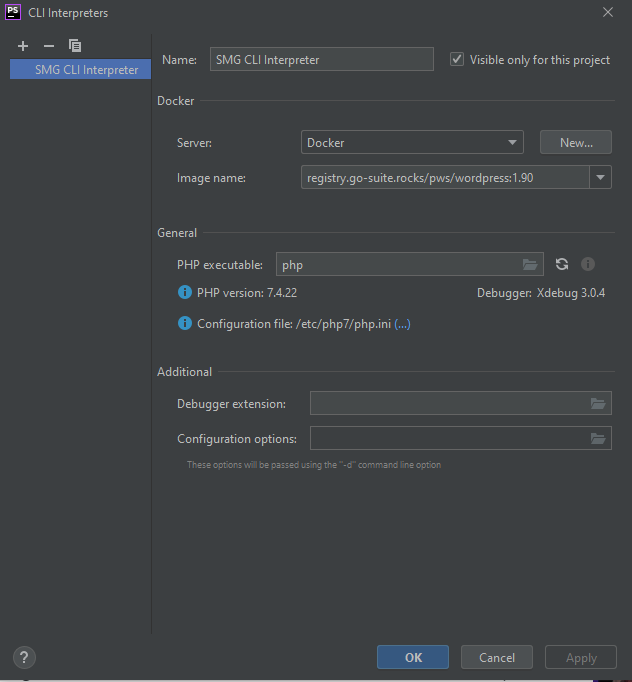 PS CLI Interpreters
SMG CLI Interpreter
Name: SMG CLI Interpreter Visible only for this project
Docker
Server: Docker New...
Image name: registry.go-suite.rocks/pws/wordpress:1.90
General
PHP executable: php
PHP version: 7.4.22 Debugger: Xdebug 3.0.4
Configuration file: /etc/php7/php.ini (...)
Additional
Debugger extension:
Configuration options:
These options will be passed using the "-d" command line option
? OK Cancel Apply